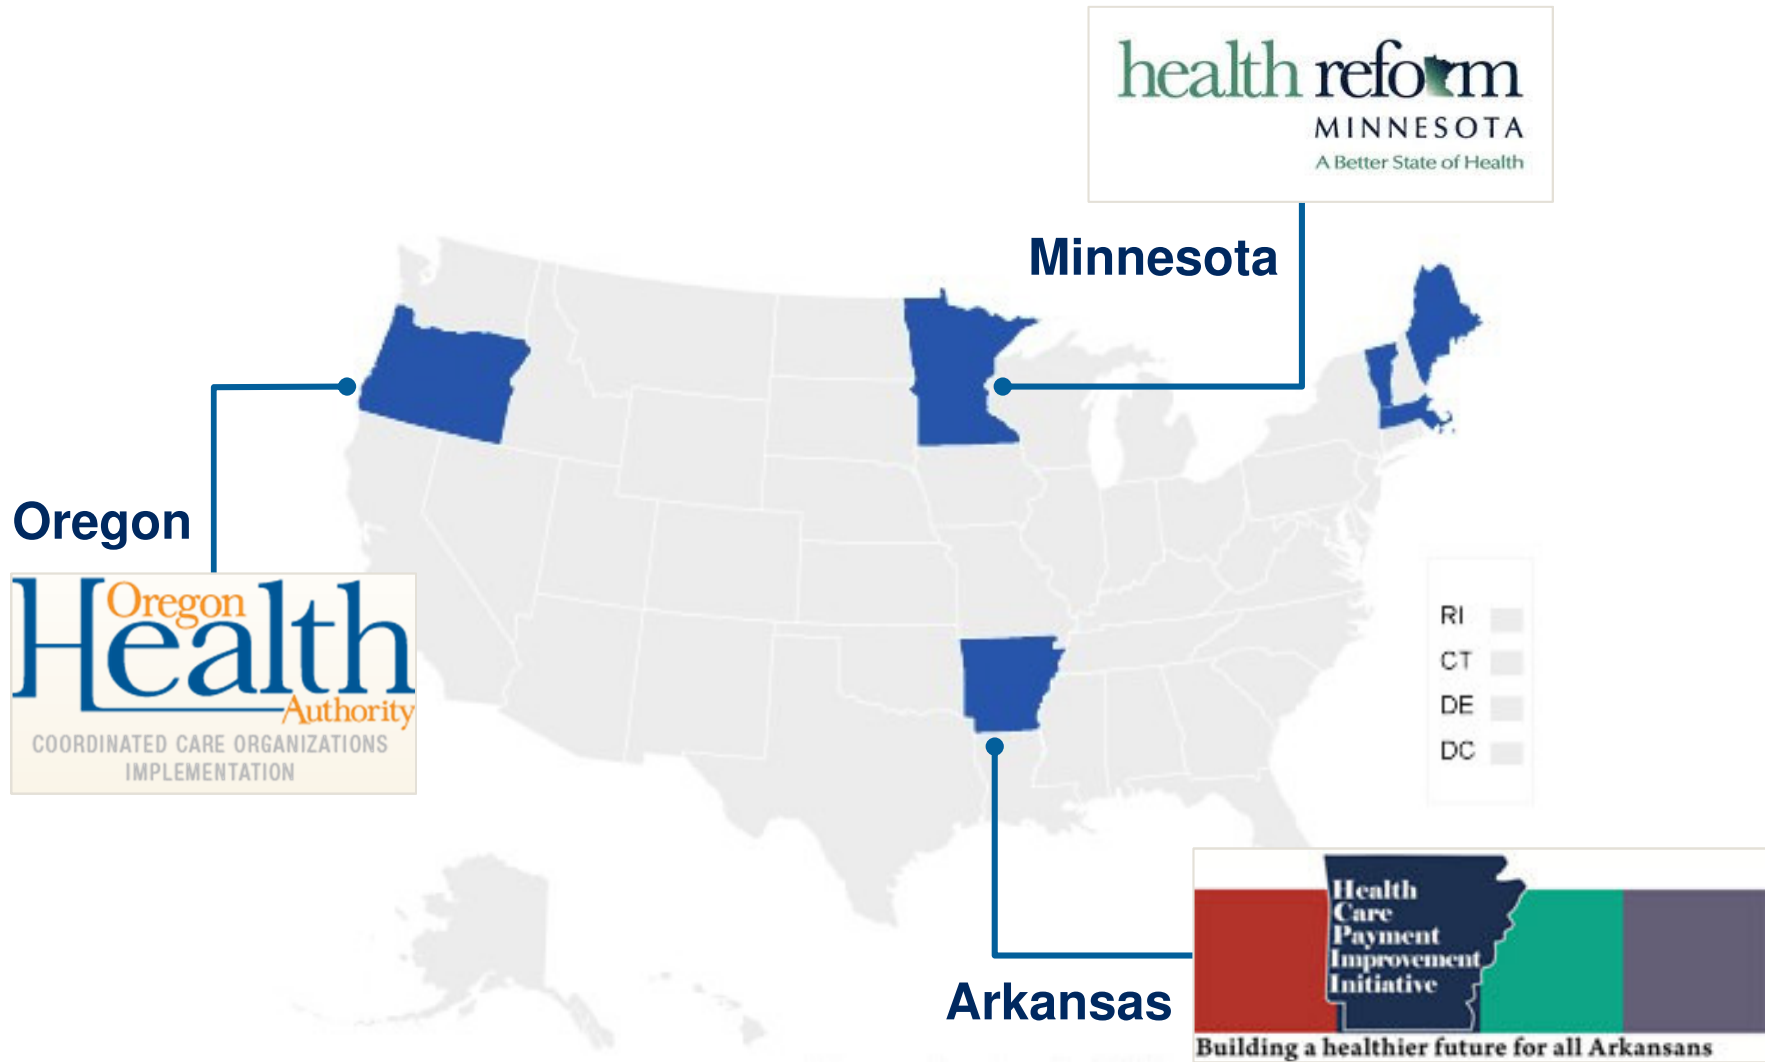 health reform
MINNESOTA
A Better State of Health
Minnesota
Oregon
Oregon
Health
Authority
COORDINATED CARE ORGANIZATIONS
IMPLEMENTATION
RI
CT
DE
DC
Arkansas
Health
Care
Payment
Improvement
Initiative
Building a healthier future for all Arkansans